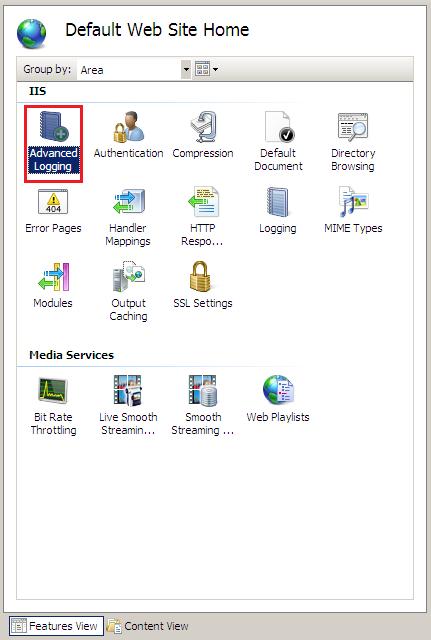 Default Web Site Home
Group by: Area
IIS
Advanced Logging
Authentication
Compression
Default Document
Directory Browsing
404
Error Pages
Handler Mappings
HTTP Respo...
Logging
MIME Types
Modules
Output Caching
SSL Settings
Media Services
Bit Rate Throttling
Live Smooth Streamin...
Smooth Streaming ...
Web Playlists
Features View
Content View